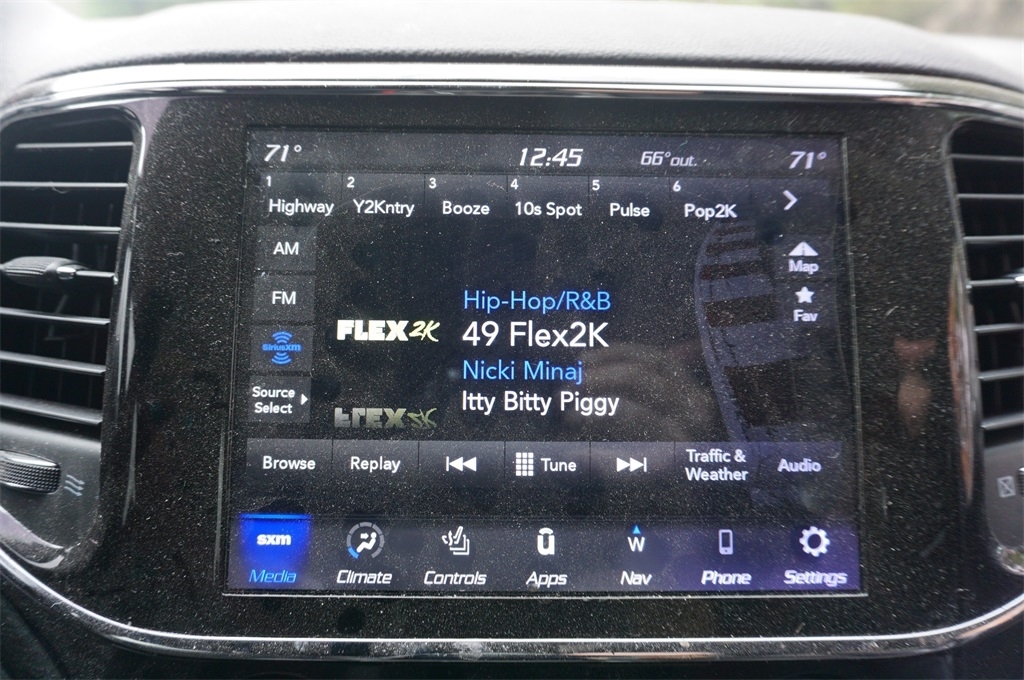 71° 12:45 66°out. 71°
1 2 3 4 5 6
Highway Y2Kntry Booze 10s Spot Pulse Pop2K
AM
FM
SiriusXM
Source
Select
FLEX2K
Hip-Hop/R&B
49 Flex2K
Nicki Minaj
Itty Bitty Piggy
Map
Fav
Browse Replay Tune Traffic &
Weather Audio
sxm W
Media Climate Controls Apps Nav Phone Settings